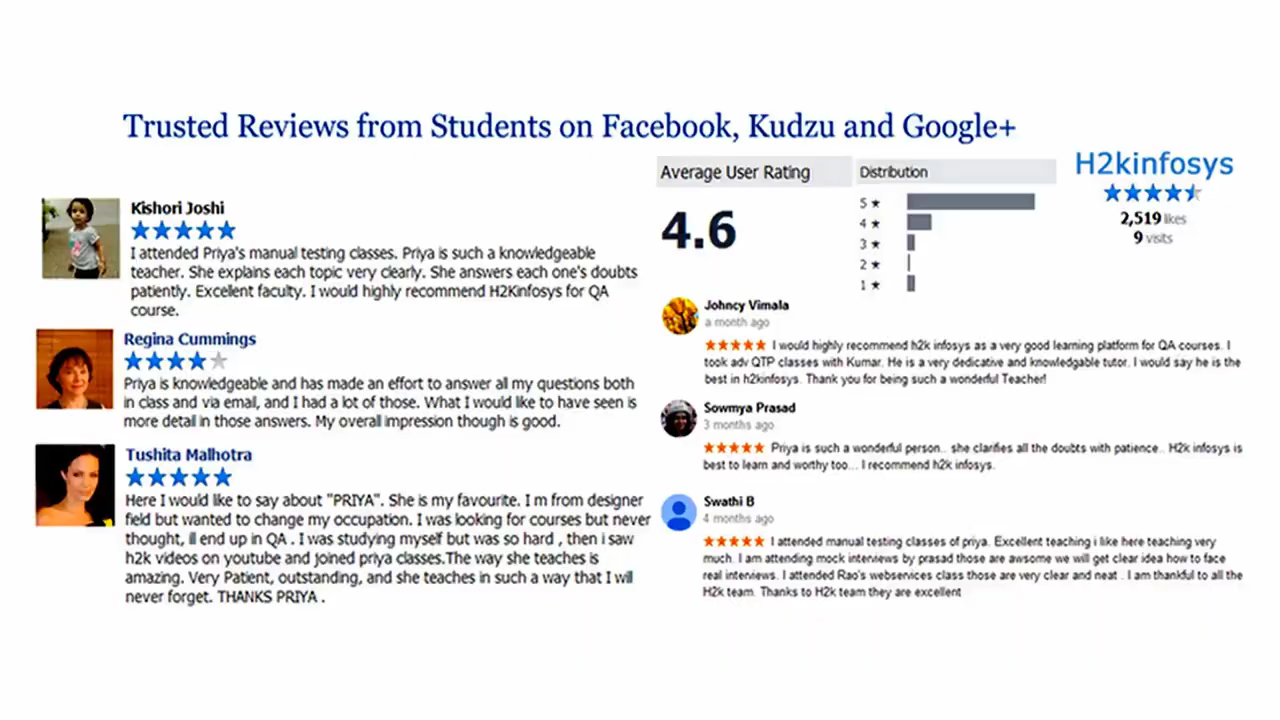 Trusted Reviews from Students on Facebook, Kudzu and Google+
Kishori Joshi
I attended Priya's manual testing classes. Priya is such a knowledgeable
teacher. She explains each topic very clearly. She answers each one's doubts
patiently. Excellent faculty. I would highly recommend H2Kinfosys for QA
course.
Regina Cummings
Priya is knowledgeable and has made an effort to answer all my questions both
in class and via email, and I had a lot of those. What I would like to have seen is
more detail in those answers. My overall impression though is good.
Tushita Malhotra
Here I would like to say about "PRIYA". She is my favourite. I m from designer
field but wanted to change my occupation. I was looking for courses but never
thought, ill end up in QA . I was studying myself but was so hard , then i saw
h2k videos on youtube and joined priya classes.The way she teaches is
amazing. Very Patient, outstanding, and she teaches in such a way that I will
never forget. THANKS PRIYA .
Average User Rating
4.6
Distribution
5 ★
4 ★
3 ★
2 ★
1 ★
H2kinfosys
2,519 likes
9 visits
Johncy Vimala
a month ago
I would highly recommend h2k infosys as a very good learning platform for QA courses. I
took adv QTP classes with Kumar. He is a very dedicative and knowledgable tutor. I would say he is the
best in h2kinfosys. Thank you for being such a wonderful Teacher!
Sowmya Prasad
3 months ago
Priya is such a wonderful person.. she clarifies all the doubts with patience.. H2k infosys is
best to learn and worthy too... I recommend h2k infosys.
Swathi B
4 months ago
I attended manual testing classes of priya. Excellent teaching i like here teaching very
much. I am attending mock interviews by prasad those are awsome we will get clear idea how to face
real interviews. I attended Rao's webservices class those are very clear and neat . I am thankful to all the
H2k team. Thanks to H2k team they are excellent